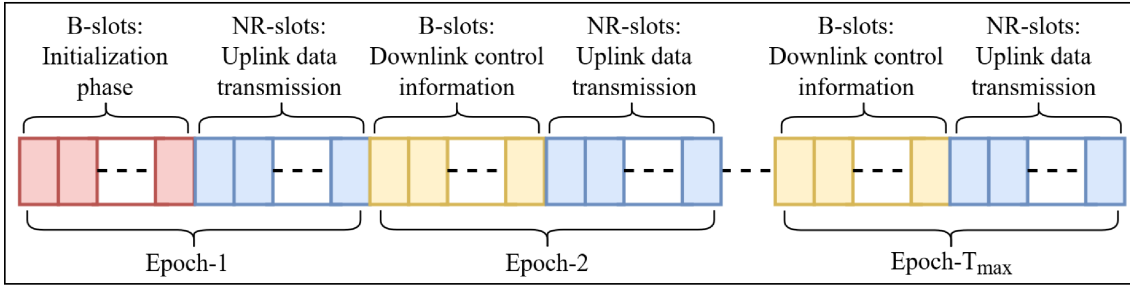 B-slots:
Initialization
phase
NR-slots:
Uplink data
transmission
B-slots:
Downlink control
information
NR-slots:
Uplink data
transmission
B-slots:
Downlink control
information
NR-slots:
Uplink data
transmission
Epoch-1
Epoch-2
Epoch-Tmax